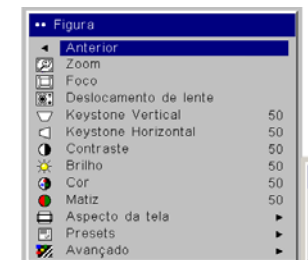 Figura
Anterior
Zoom
Foco
Deslocamento de lente
Keystone Vertical 50
Keystone Horizontal 50
Contraste 50
Brilho 50
Cor 50
Matiz 50
Aspecto da tela
Presets
Avançado